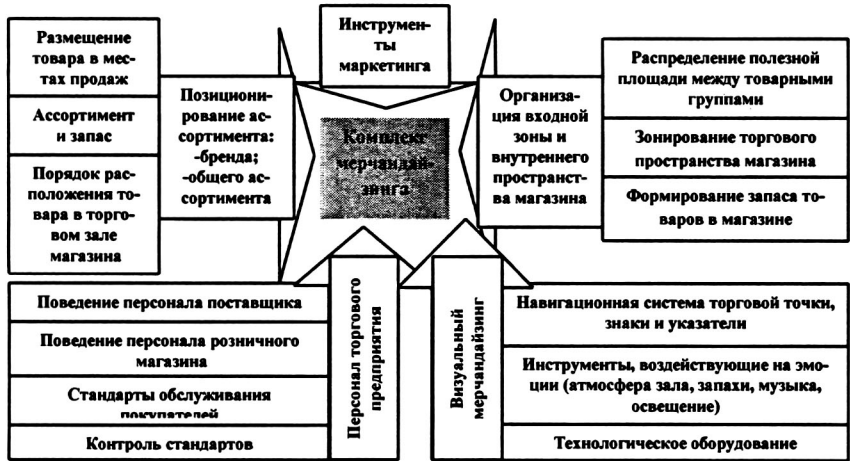 Размещение
товара в мес-
тах продаж
Ассортимент
и запас
Порядок рас-
положения то-
вара в торго-
вом зале
магазина
Позициони-
рование ас-
сортимента:
-бренда;
-общего ас-
сортимента
Инструмен-
ты
маркетинга
Комплект
мерчандай-
зинга
Организа-
ция входной
зоны и
внутреннего
пространст-
ва магазина
Распределение полезной
площади между товарными
группами
Зонирование торгового
пространства магазина
Формирование запаса то-
варов в магазине
Поведение персонала поставщика
Поведение персонала розничного
магазина
Стандарты обслуживания
покупателей
Контроль стандартов
Персонал торгового
предприятия
Визуальный
мерчандайзинг
Навигационная система торговой точки,
знаки и указатели
Инструменты, воздействующие на эмо-
ции (атмосфера зала, запахи, музыка,
освещение)
Технологическое оборудование